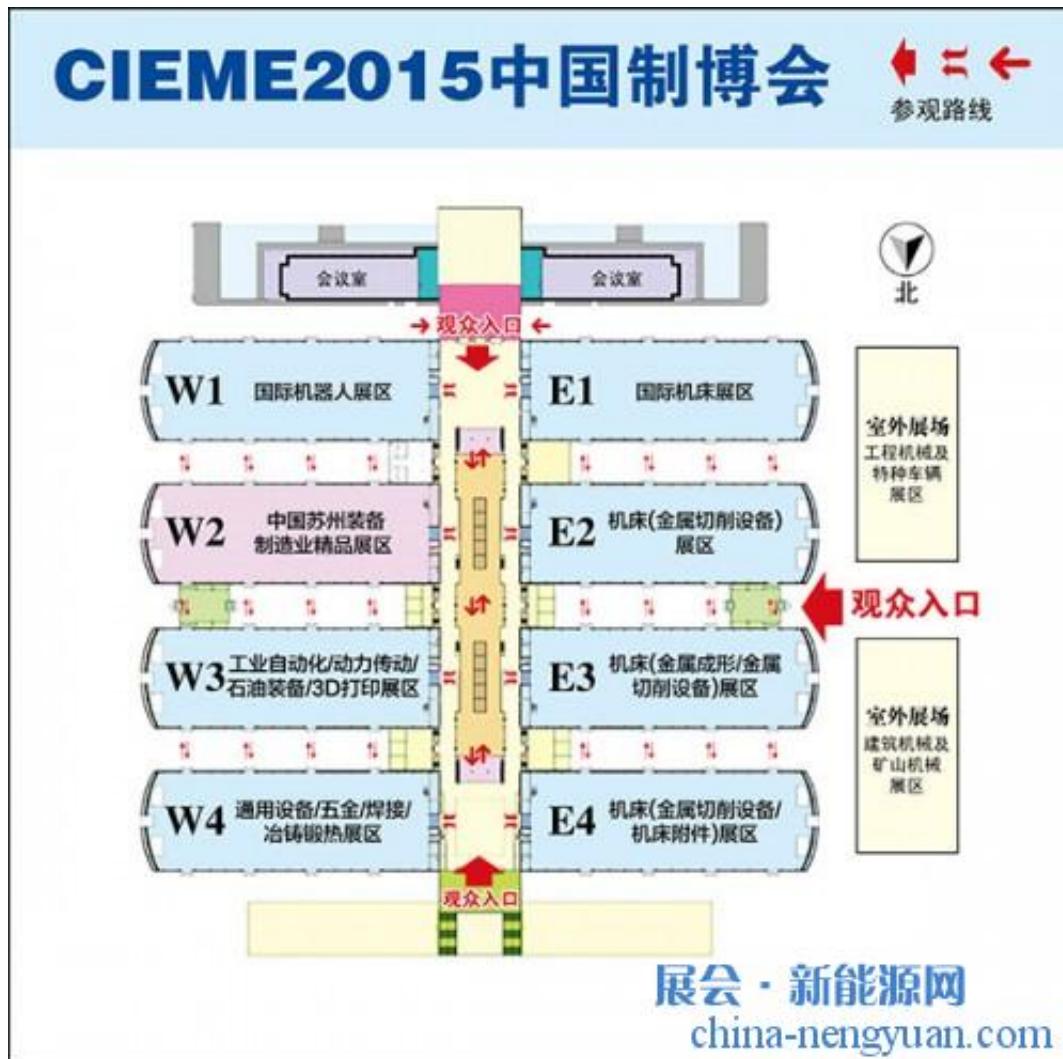 CIEME2015中国制博会
参观路线
会议室
会议室
北
观众入口
W1
国际机器人展区
E1
国际机床展区
室外展场
工程机械及
特种车辆
展区
W2
中国苏州装备
制造业精品展区
E2
机床(金属切削设备)
展区
观众入口
W3
工业自动化/动力传动/
石油装备/3D打印展区
E3
机床(金属成形/金属
切削设备)展区
室外展场
建筑机械及
矿山机械
展区
W4
通用设备/五金/焊接/
冶铸锻热展区
E4
机床(金属切削设备/
机床附件)展区
观众入口
展会·新能源网
china-nengyuan.com